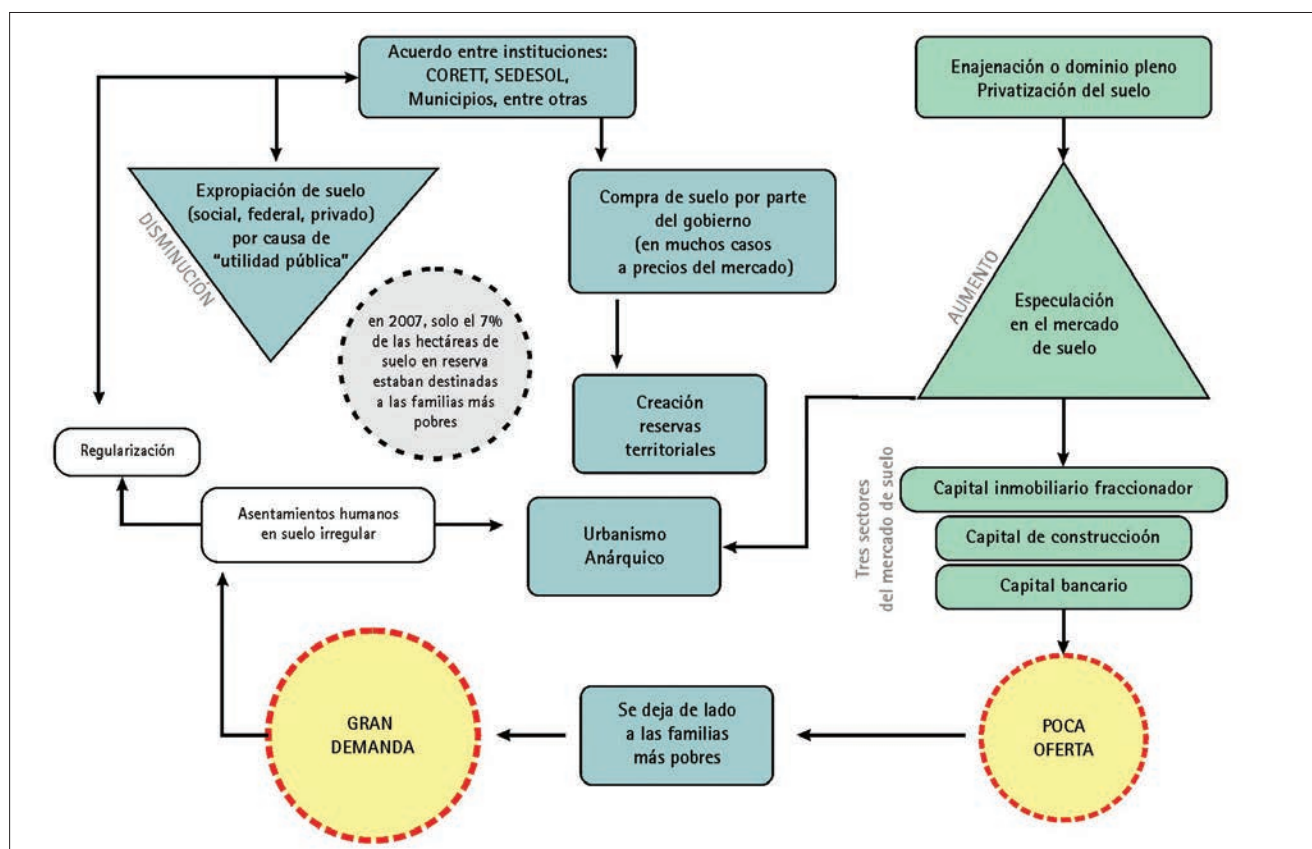 Acuerdo entre instituciones:
CORETT, SEDESOL,
Municipios, entre otras
Enajenación o dominio pleno
Privatización del suelo
Expropiación de suelo
(social, federal, privado)
por causa de
"utilidad pública"
DISMINUCIÓN
Compra de suelo por parte
del gobierno
(en muchos casos
a precios del mercado)
AUMENTO
Especulación
en el mercado
de suelo
en 2007, solo el 7%
de las hectáreas de
suelo en reserva
estaban destinadas
a las familias más
pobres
Creación
reservas
territoriales
Regularización
Asentamientos humanos
en suelo irregular
Urbanismo
Anárquico
Tres sectores
del mercado de suelo
Capital inmobiliario fraccionador
Capital de construccioón
Capital bancario
GRAN
DEMANDA
Se deja de lado
a las familias
más pobres
POCA
OFERTA